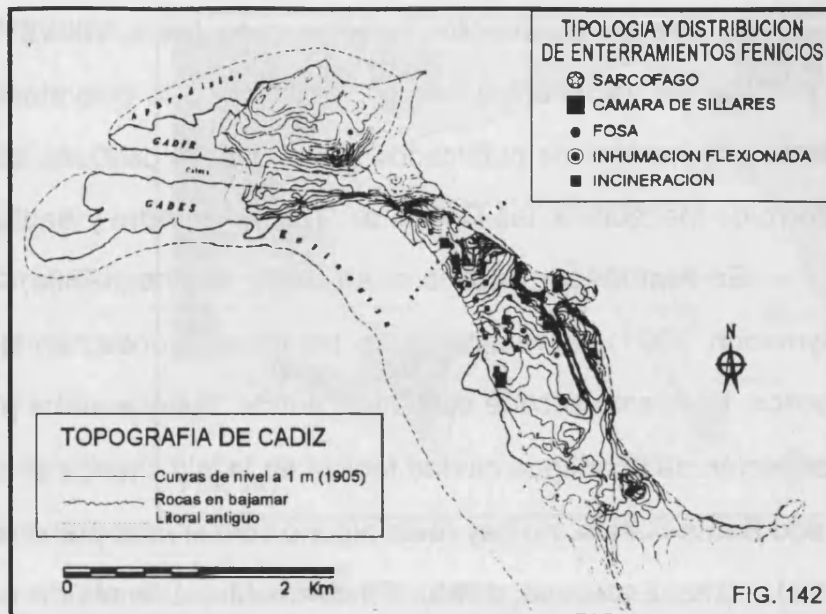 TIPOLOGIA Y DISTRIBUCION
DE ENTERRAMIENTOS FENICIOS
SARCOFAGO
CAMARA DE SILLARES
FOSA
INHUMACION FLEXIONADA
INCINERACION
GADIR
GADES
N
TOPOGRAFIA DE CADIZ
Curvas de nivel a 1 m (1905)
Rocas en bajamar
Litoral antiguo
0 2 Km
FIG. 142